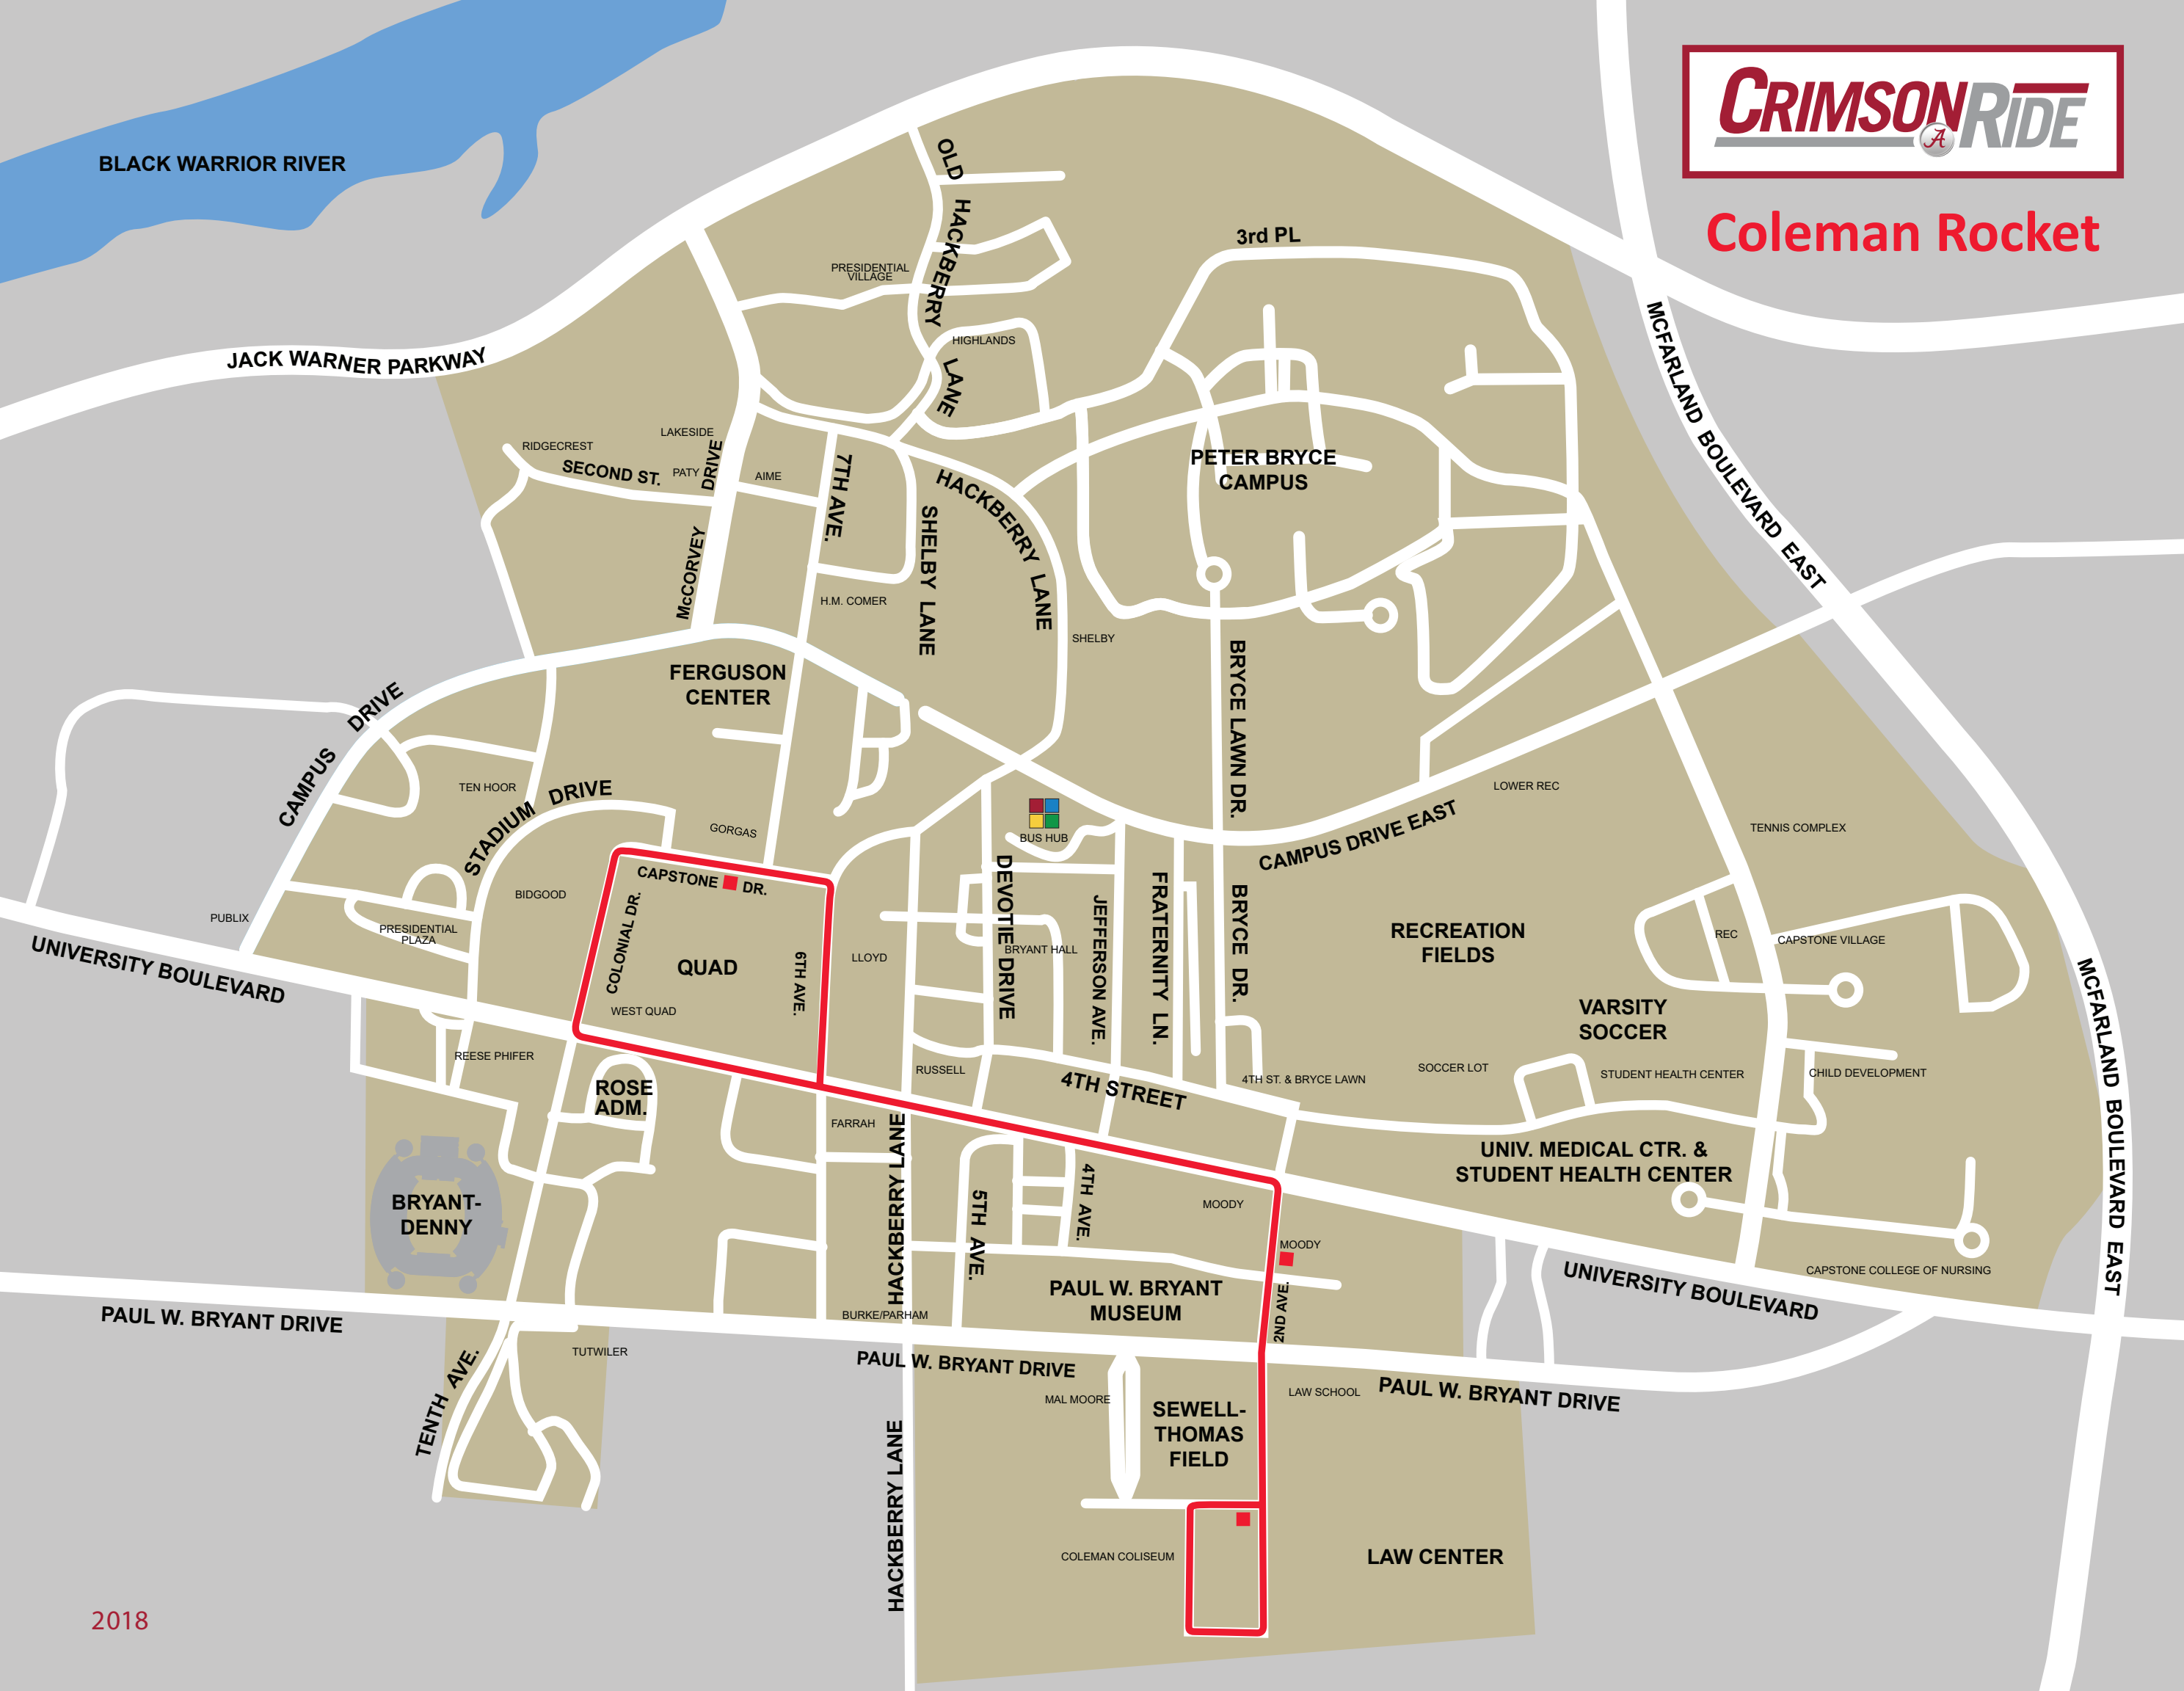 CRIMSONRIDE
A
Coleman Rocket
BLACK WARRIOR RIVER
JACK WARNER PARKWAY
OLD HACKBERRY LANE
3rd PL
PRESIDENTIAL
VILLAGE
HIGHLANDS
MCFARLAND BOULEVARD EAST
LAKESIDE
RIDGECREST
SECOND ST.
PATY
McCORVEY DRIVE
AIME
7TH AVE.
HACKBERRY LANE
PETER BRYCE
CAMPUS
SHELBY LANE
H.M. COMER
SHELBY
FERGUSON
CENTER
BRYCE LAWN DR.
CAMPUS DRIVE
TEN HOOR
STADIUM DRIVE
GORGAS
BUS HUB
CAMPUS DRIVE EAST
LOWER REC
TENNIS COMPLEX
CAPSTONE DR.
BIDGOOD
COLONIAL DR.
PUBLIX
PRESIDENTIAL
PLAZA
QUAD
6TH AVE.
LLOYD
DEVOTIE DRIVE
BRYANT HALL
JEFFERSON AVE.
FRATERNITY LN.
BRYCE DR.
RECREATION
FIELDS
REC
CAPSTONE VILLAGE
UNIVERSITY BOULEVARD
WEST QUAD
VARSITY
SOCCER
MCFARLAND BOULEVARD EAST
REESE PHIFER
ROSE
ADM.
RUSSELL
4TH STREET
4TH ST. & BRYCE LAWN
SOCCER LOT
STUDENT HEALTH CENTER
CHILD DEVELOPMENT
FARRAH
HACKBERRY LANE
UNIV. MEDICAL CTR. &
STUDENT HEALTH CENTER
BRYANT-
DENNY
5TH AVE.
4TH AVE.
MOODY
MOODY
CAPSTONE COLLEGE OF NURSING
UNIVERSITY BOULEVARD
PAUL W. BRYANT
MUSEUM
2ND AVE.
BURKE/PARHAM
PAUL W. BRYANT DRIVE
TUTWILER
PAUL W. BRYANT DRIVE
TENTH AVE.
MAL MOORE
LAW SCHOOL
PAUL W. BRYANT DRIVE
SEWELL-
THOMAS
FIELD
HACKBERRY LANE
COLEMAN COLISEUM
LAW CENTER
2018